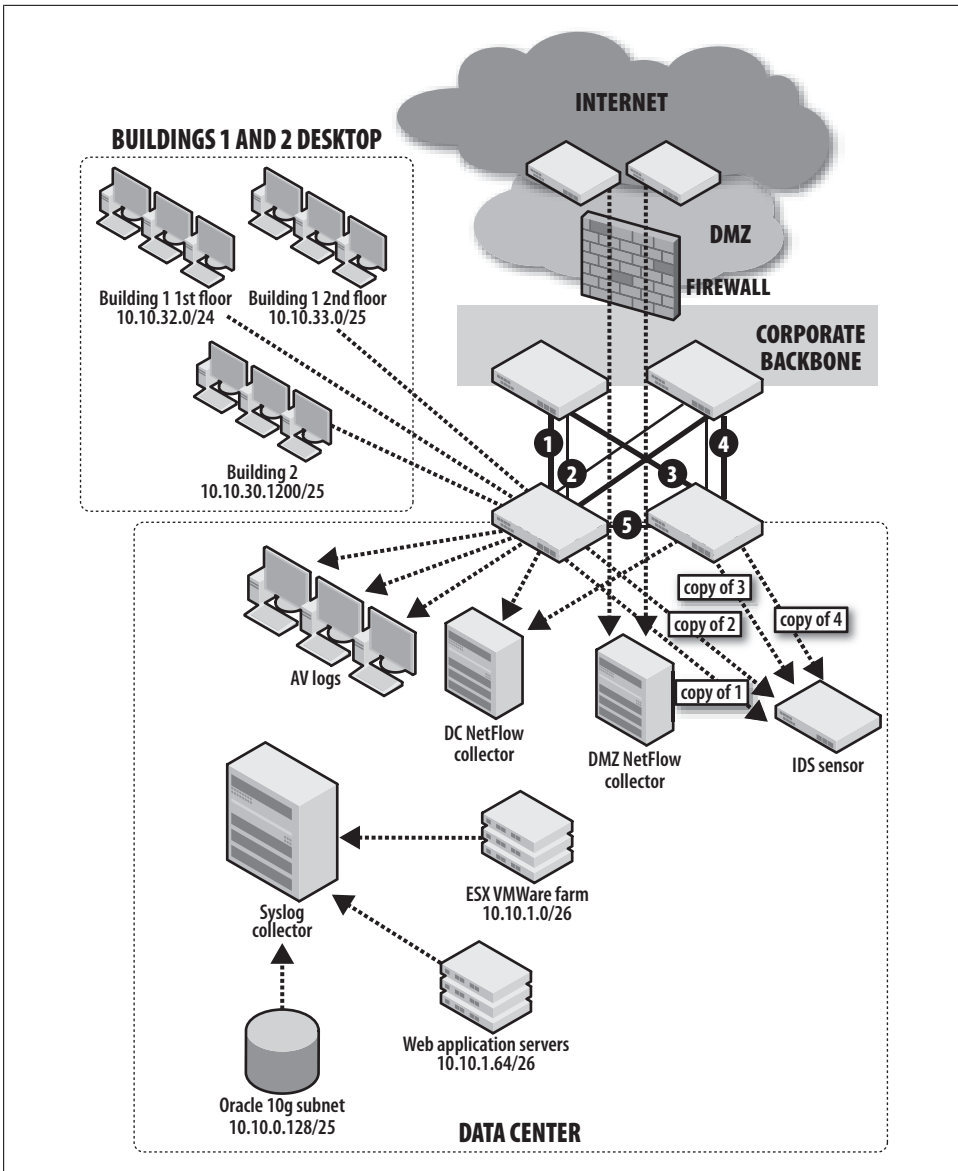 INTERNET
BUILDINGS 1 AND 2 DESKTOP
DMZ
FIREWALL
Building 1 1st floor
10.10.32.0/24
Building 1 2nd floor
10.10.33.0/25
CORPORATE
BACKBONE
1
2
3
4
Building 2
10.10.30.1200/25
5
copy of 3
copy of 2
copy of 4
copy of 1
AV logs
DC NetFlow
collector
DMZ NetFlow
collector
IDS sensor
Syslog
collector
ESX VMWare farm
10.10.1.0/26
Web application servers
10.10.1.64/26
Oracle 10g subnet
10.10.0.128/25
DATA CENTER